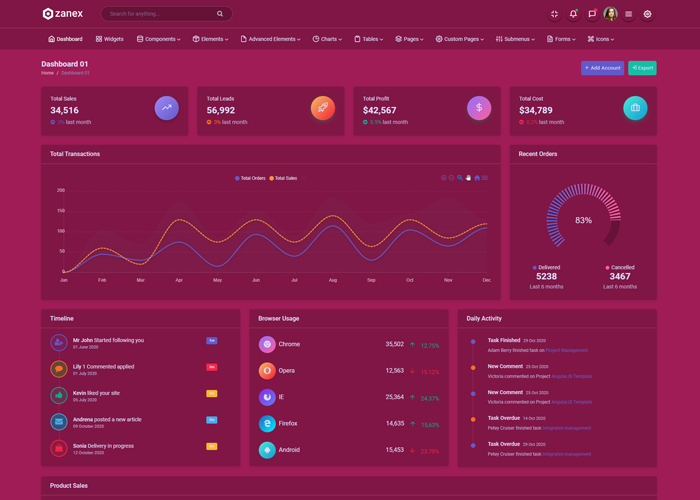 zanex
Search for anything...
Dashboard Widgets Components Elements Advanced Elements Charts Tables Pages Custom Pages Submenus Forms Icons
Dashboard 01
Home / Dashboard 01
+ Add Account Export
Total Sales
34,516
3% last month
Total Leads
56,992
3% last month
Total Profit
$42,567
last month
Total Cost
$34,789
last month
Total Transactions
Total Orders Total Sales
200
150
100
50
0
Jan Feb Mar Apr May Jun Jul Aug Sep Oct Nov Dec
Recent Orders
83%
Delivered Cancelled
5238 3467
Last 6 months Last 6 months
Timeline
Mr John Started following you
01 June 2020
Lily 1 Commented applied
01 July 2020
Kevin liked your site
05 July 2020
Andrena posted a new article
09 October 2020
Sonia Delivery in progress
12 October 2020
Browser Usage
Chrome 35,502 12.75%
Opera 12,563 15.12%
IE 25,364 24.37%
Firefox 14,635 15.63%
Android 15,453 23.70%
Daily Activity
Task Finished 29 Oct 2020
Adam Berry finished task on Project Management
New Comment 25 Oct 2020
Victoria commented on Project Angular JS Template
New Comment 25 Oct 2020
Victoria commented on Project Angular JS Template
Task Overdue 14 Oct 2020
Petey Cruiser finished task Integrated management
Task Overdue 29 Oct 2020
Petey Cruiser finished task Integrated management
Product Sales